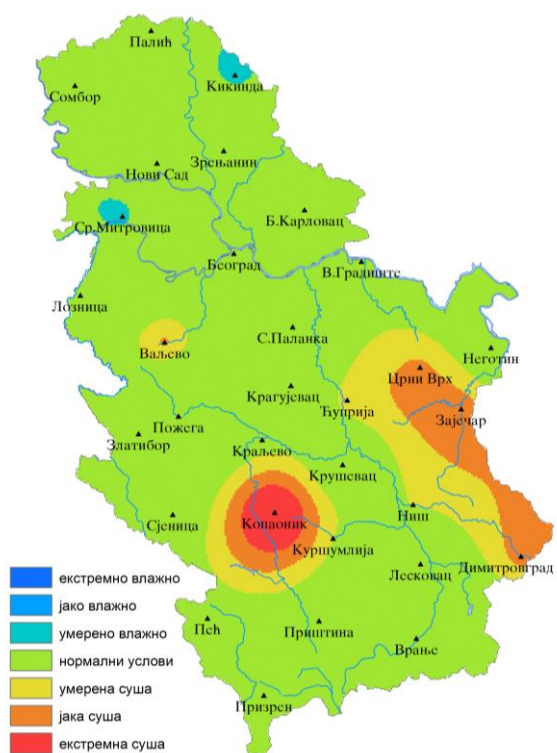 Палић
Кикинда
Сомбор
Зрењанин
Нови Сад
Б.Карловац
Ср.Митровица
Београд
В.Градиште
Лозница
С.Паланка
Ваљево
Неготин
Црни Врх
Крагујевац
Ћуприја
Зајечар
Пожега
Златибор
Краљево
Крушевац
Ниш
Копаоник
Сјеница
Куршумлија
Димитровград
Лесковац
Пећ
Приштина
Врање
Призрен
екстремно влажно
јако влажно
умерено влажно
нормални услови
умерена суша
јака суша
екстремна суша